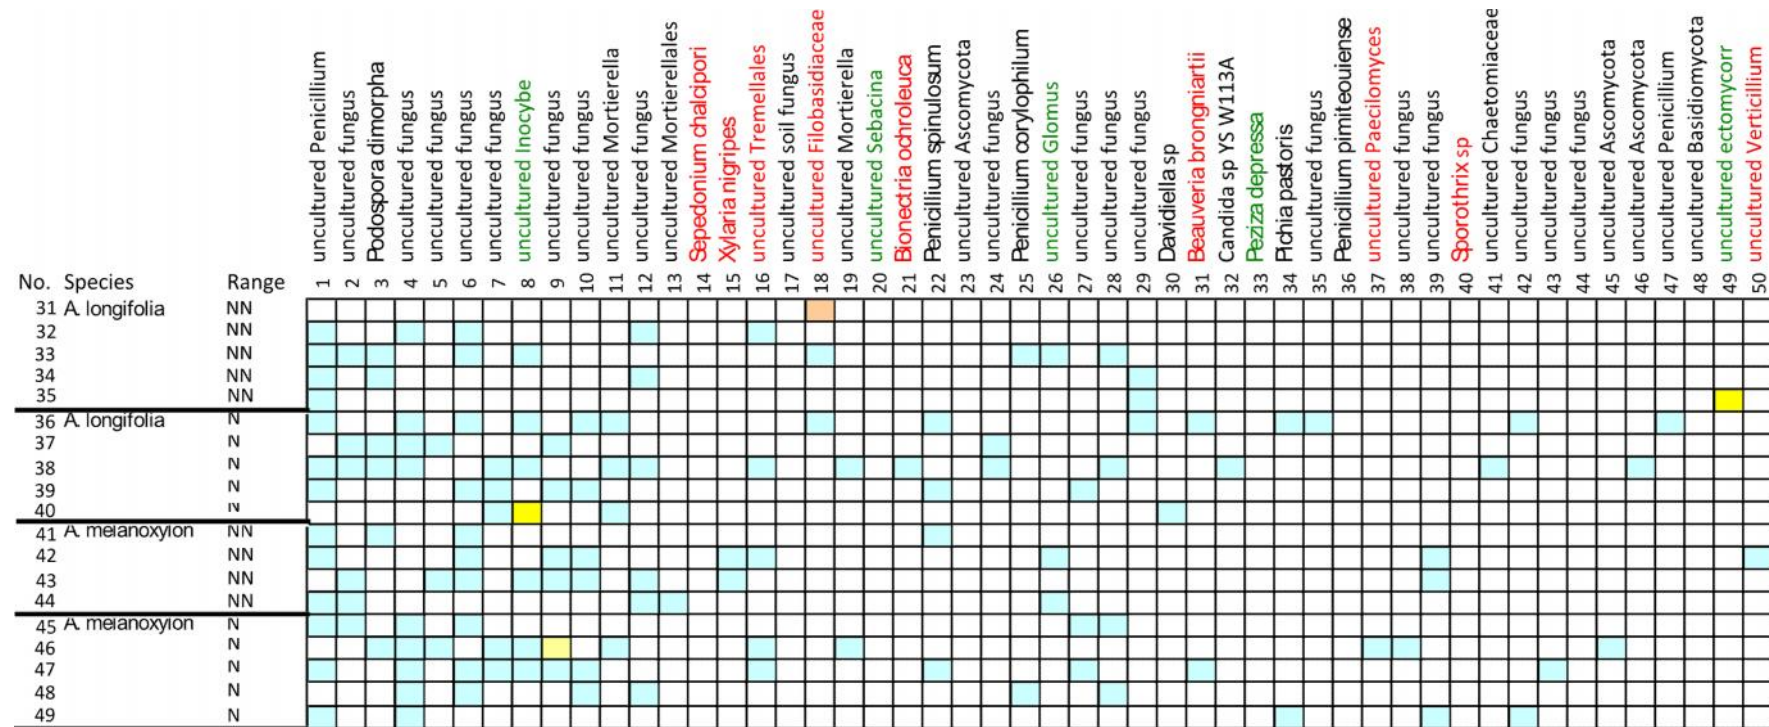 uncultured Penicillium
uncultured fungus
Podospora dimorpha
uncultured fungus
uncultured fungus
uncultured fungus
uncultured fungus
uncultured Inocybe
uncultured fungus
uncultured fungus
uncultured Mortierella
uncultured fungus
uncultured Mortierellales
Sepedonium chalcipori
Xylaria nigripes
uncultured Tremellales
uncultured soil fungus
uncultured Filobasidiaceae
uncultured Mortierella
uncultured Sebacina
Bionectria ochroleuca
Penicillium spinulosum
uncultured Ascomycota
uncultured fungus
Penicillium corylophilum
uncultured Glomus
uncultured fungus
uncultured fungus
uncultured fungus
Davidiella sp
Beauveria brongniartii
Candida sp YS W113A
Pezizza depressa
Pichia pastoris
uncultured fungus
Penicillium pimiteouiense
uncultured Paecilomyces
uncultured fungus
uncultured fungus
Sporothrix sp
uncultured Chaetomiaceae
uncultured fungus
uncultured fungus
uncultured fungus
uncultured Ascomycota
uncultured Ascomycota
uncultured Penicillium
uncultured Basidiomycota
uncultured ectomycorr
uncultured Verticillium
No. Species Range 1 2 3 4 5 6 7 8 9 10 11 12 13 14 15 16 17 18 19 20 21 22 23 24 25 26 27 28 29 30 31 32 33 34 35 36 37 38 39 40 41 42 43 44 45 46 47 48 49 50
31 A. longifolia NN
32 NN
33 NN
34 NN
35 NN
36 A. longifolia N
37 N
38 N
39 N
40 N
41 A. melanoxylon NN
42 NN
43 NN
44 NN
45 A. melanoxylon N
46 N
47 N
48 N
49 N